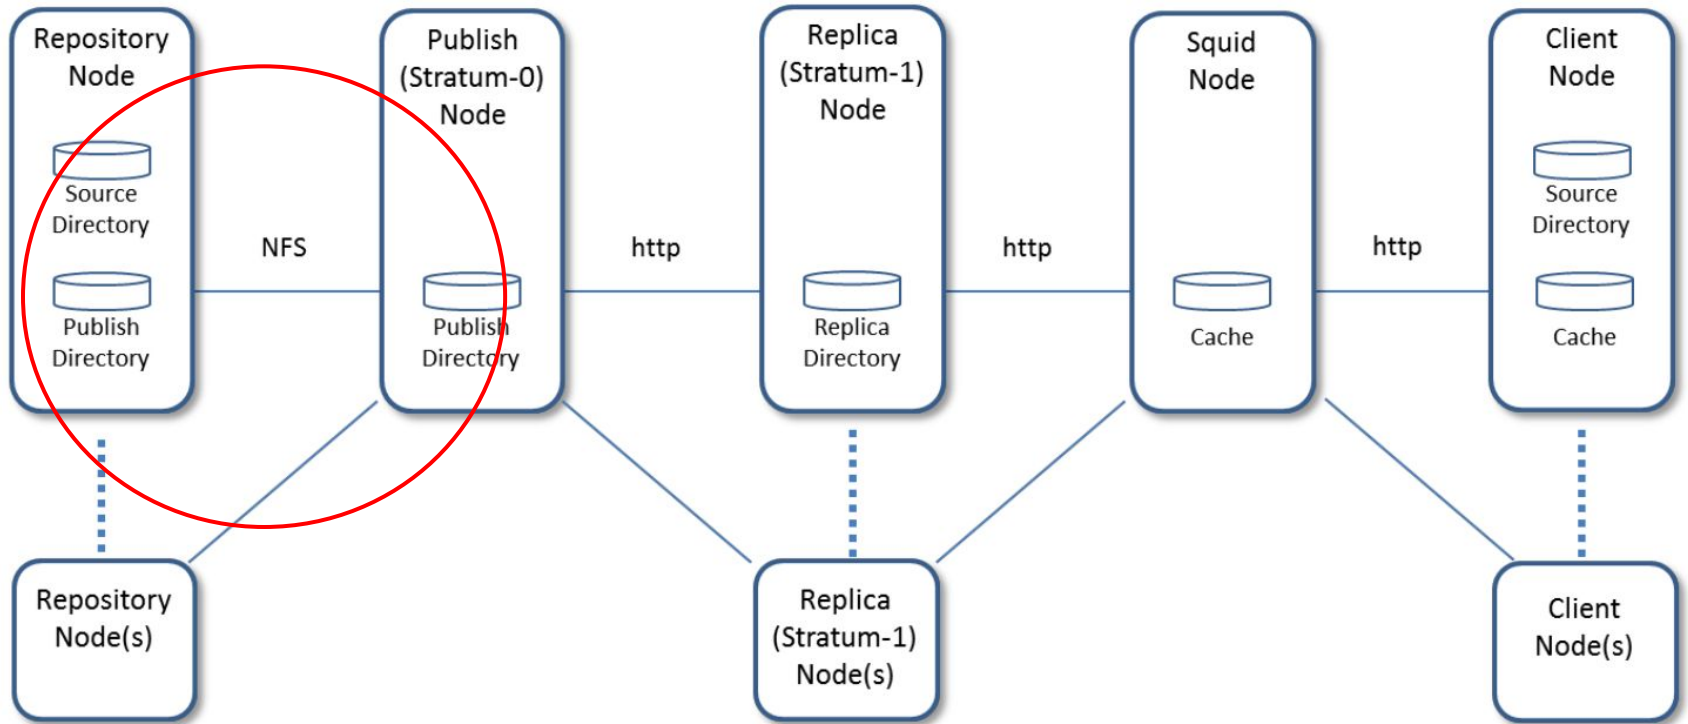 Repository
Node
Source
Directory
Publish
Directory
NFS
Publish
(Stratum-0)
Node
Publish
Directory
http
Replica
(Stratum-1)
Node
Replica
Directory
http
Squid
Node
Cache
http
Client
Node
Source
Directory
Cache
Repository
Node(s)
Replica
(Stratum-1)
Node(s)
Client
Node(s)